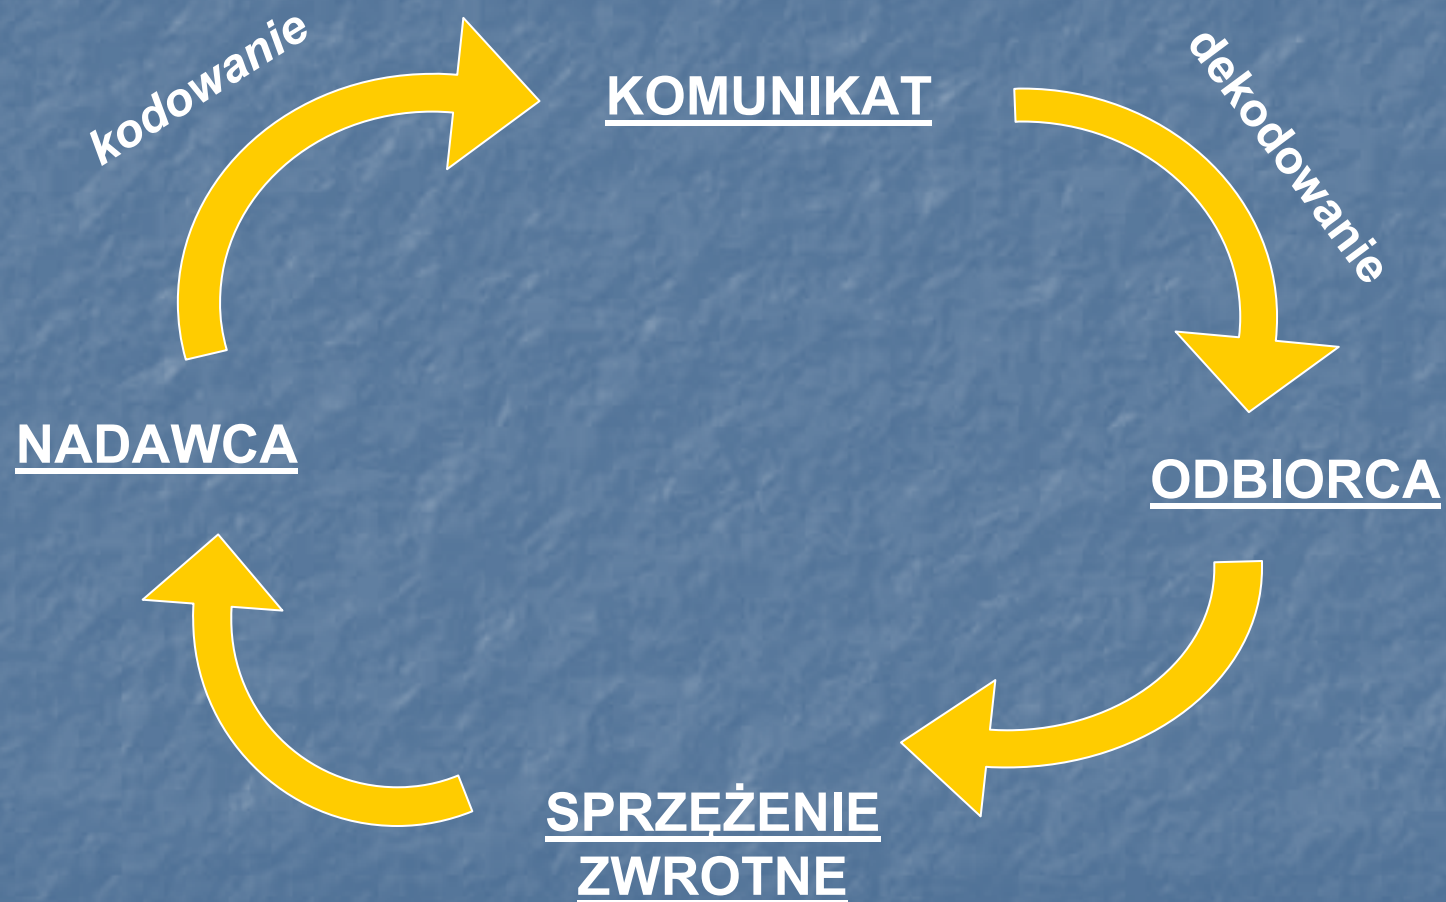 kodowanie
KOMUNIKAT
dekodowanie
NADAWCA
ODBIORCA
SPRZĘŻENIE
ZWROTNE